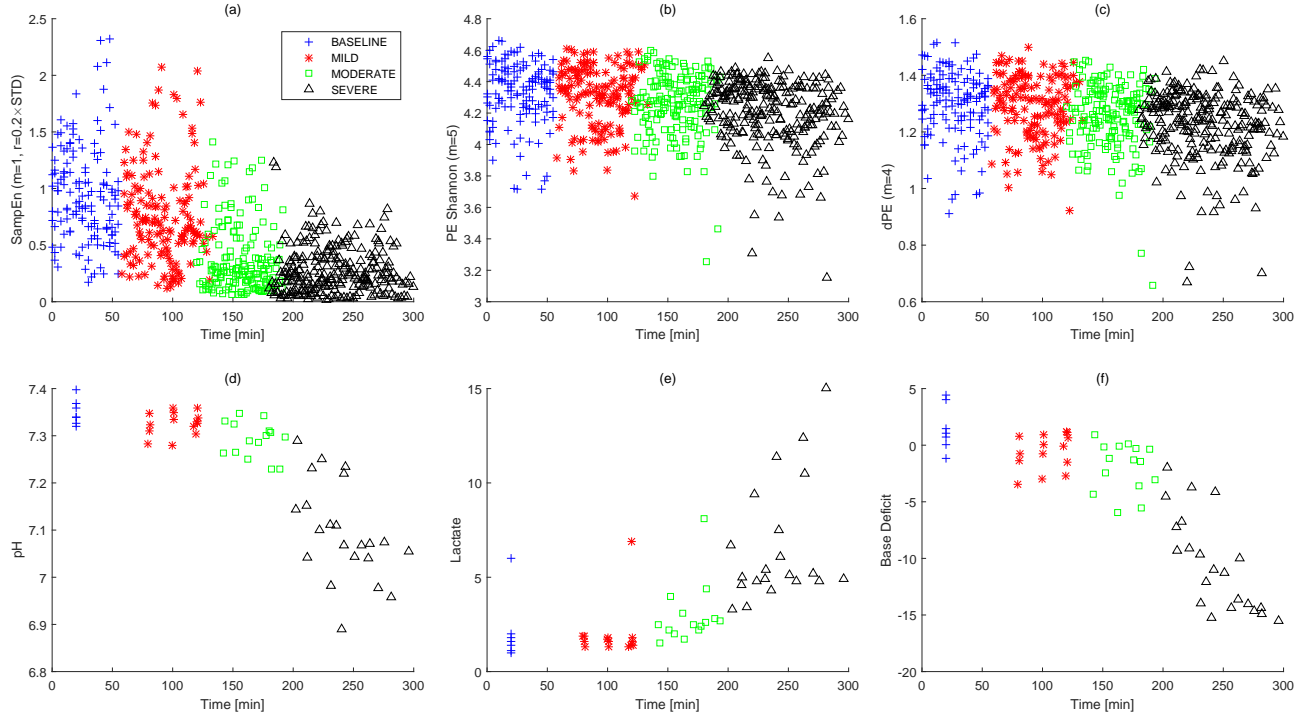 (a)
2.5
2
1.5
1
0.5
0
SampEn (m=1, r=0.2×STD)
0 50 100 150 200 250 300
Time [min]
BASELINE
MILD
MODERATE
SEVERE
(b)
4.8
4.6
4.4
4.2
4
3.8
3.6
3.4
3.2
3
PE Shannon (m=5)
0 50 100 150 200 250 300
Time [min]
(c)
1.6
1.4
1.2
1
0.8
0.6
dPE (m=4)
0 50 100 150 200 250 300
Time [min]
(d)
7.4
7.3
7.2
7.1
7
6.9
6.8
pH
0 50 100 150 200 250 300
Time [min]
(e)
15
10
5
0
Lactate
0 50 100 150 200 250 300
Time [min]
(f)
5
0
-5
-10
-15
-20
Base Deficit
0 50 100 150 200 250 300
Time [min]